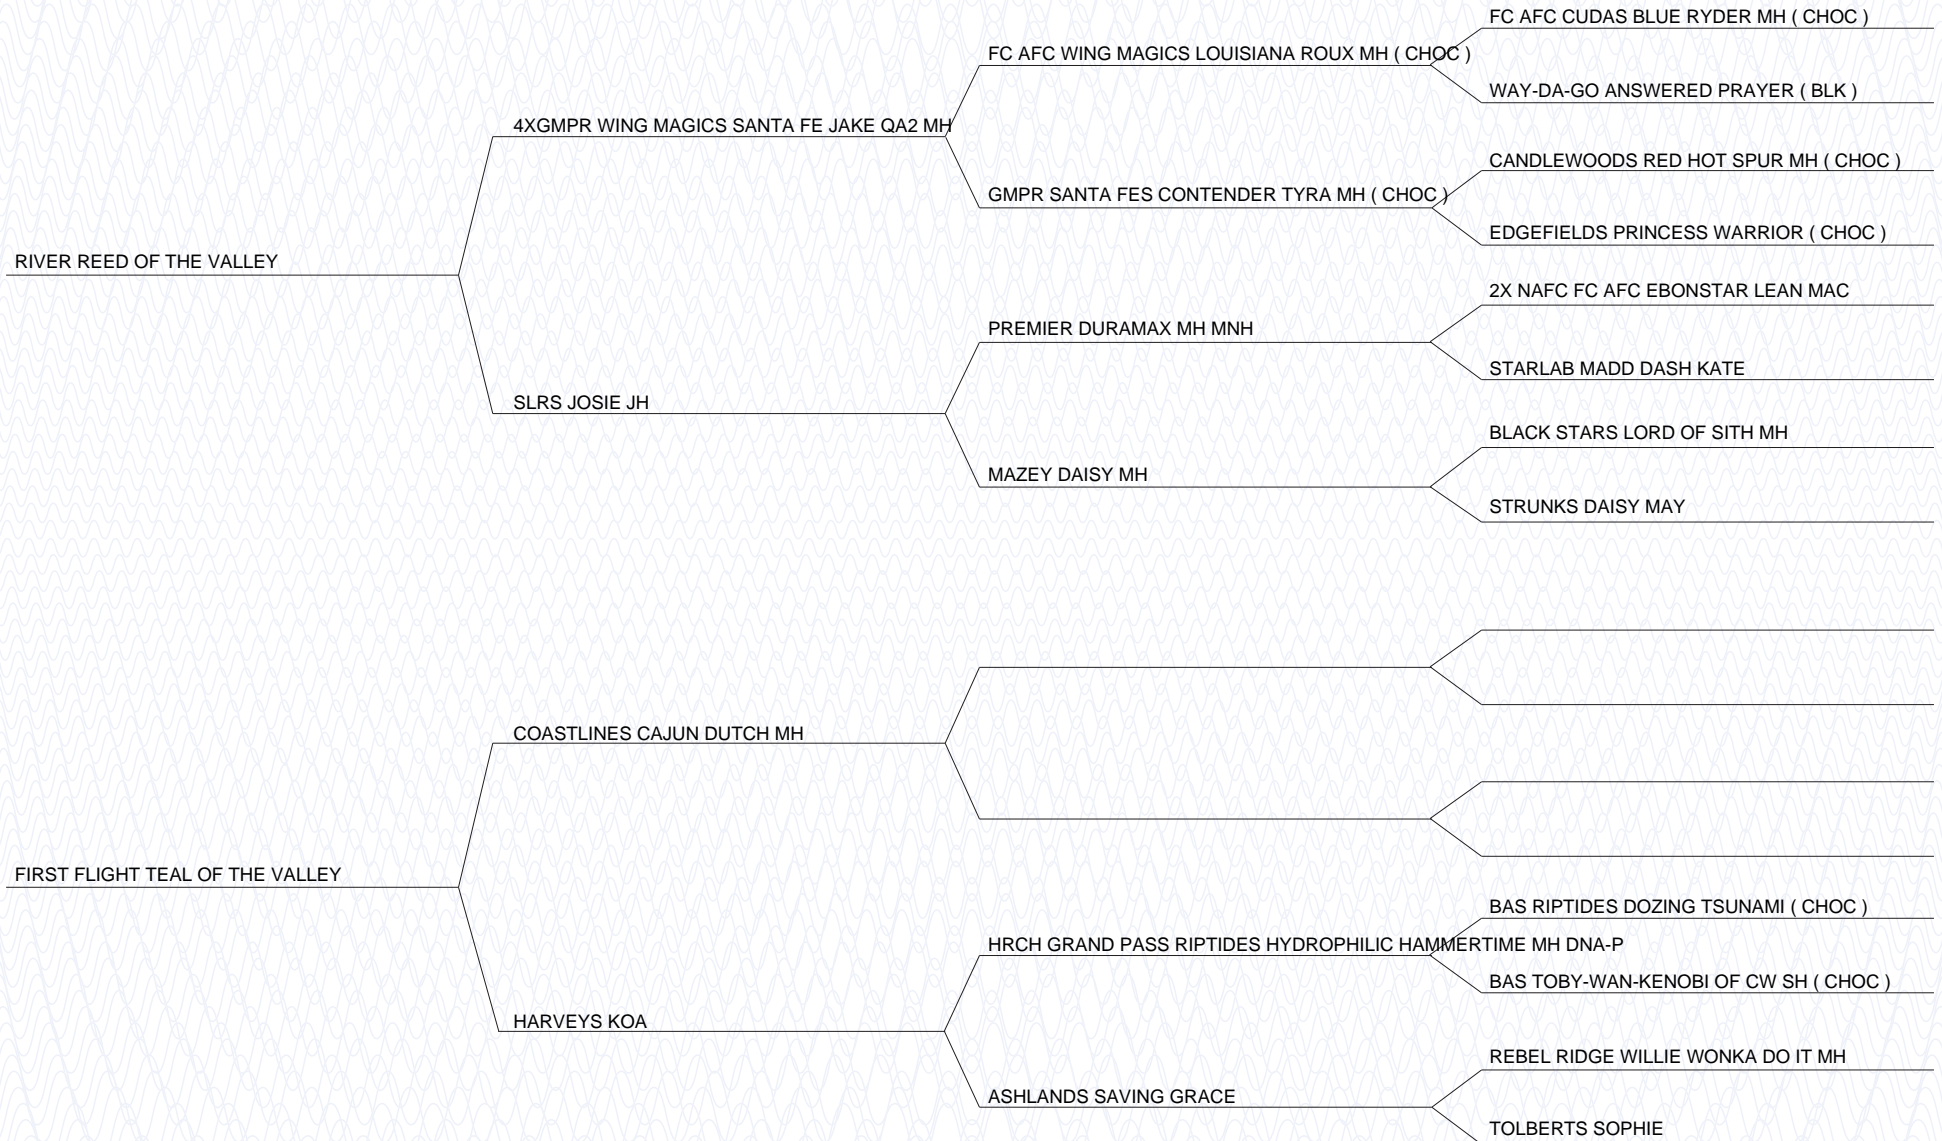 FC AFC CUDAS BLUE RYDER MH ( CHOC )
FC AFC WING MAGICS LOUISIANA ROUX MH ( CHOC )
WAY-DA-GO ANSWERED PRAYER ( BLK )
4XGMPR WING MAGICS SANTA FE JAKE QA2 MH
CANDLEWOODS RED HOT SPUR MH ( CHOC )
GMPR SANTA FES CONTENDER TYRA MH ( CHOC )
EDGEFIELDS PRINCESS WARRIOR ( CHOC )
RIVER REED OF THE VALLEY
2X NAFC FC AFC EBONSTAR LEAN MAC
PREMIER DURAMAX MH MNH
STARLAB MADD DASH KATE
SLRS JOSIE JH
BLACK STARS LORD OF SITH MH
MAZEY DAISY MH
STRUNKS DAISY MAY
COASTLINES CAJUN DUTCH MH
FIRST FLIGHT TEAL OF THE VALLEY
BAS RIPTIDES DOZING TSUNAMI ( CHOC )
HRCH GRAND PASS RIPTIDES HYDROPHILIC HAMMERTIME MH DNA-P
BAS TOBY-WAN-KENOBI OF CW SH ( CHOC )
HARVEYS KOA
REBEL RIDGE WILLIE WONKA DO IT MH
ASHLANDS SAVING GRACE
TOLBERTS SOPHIE